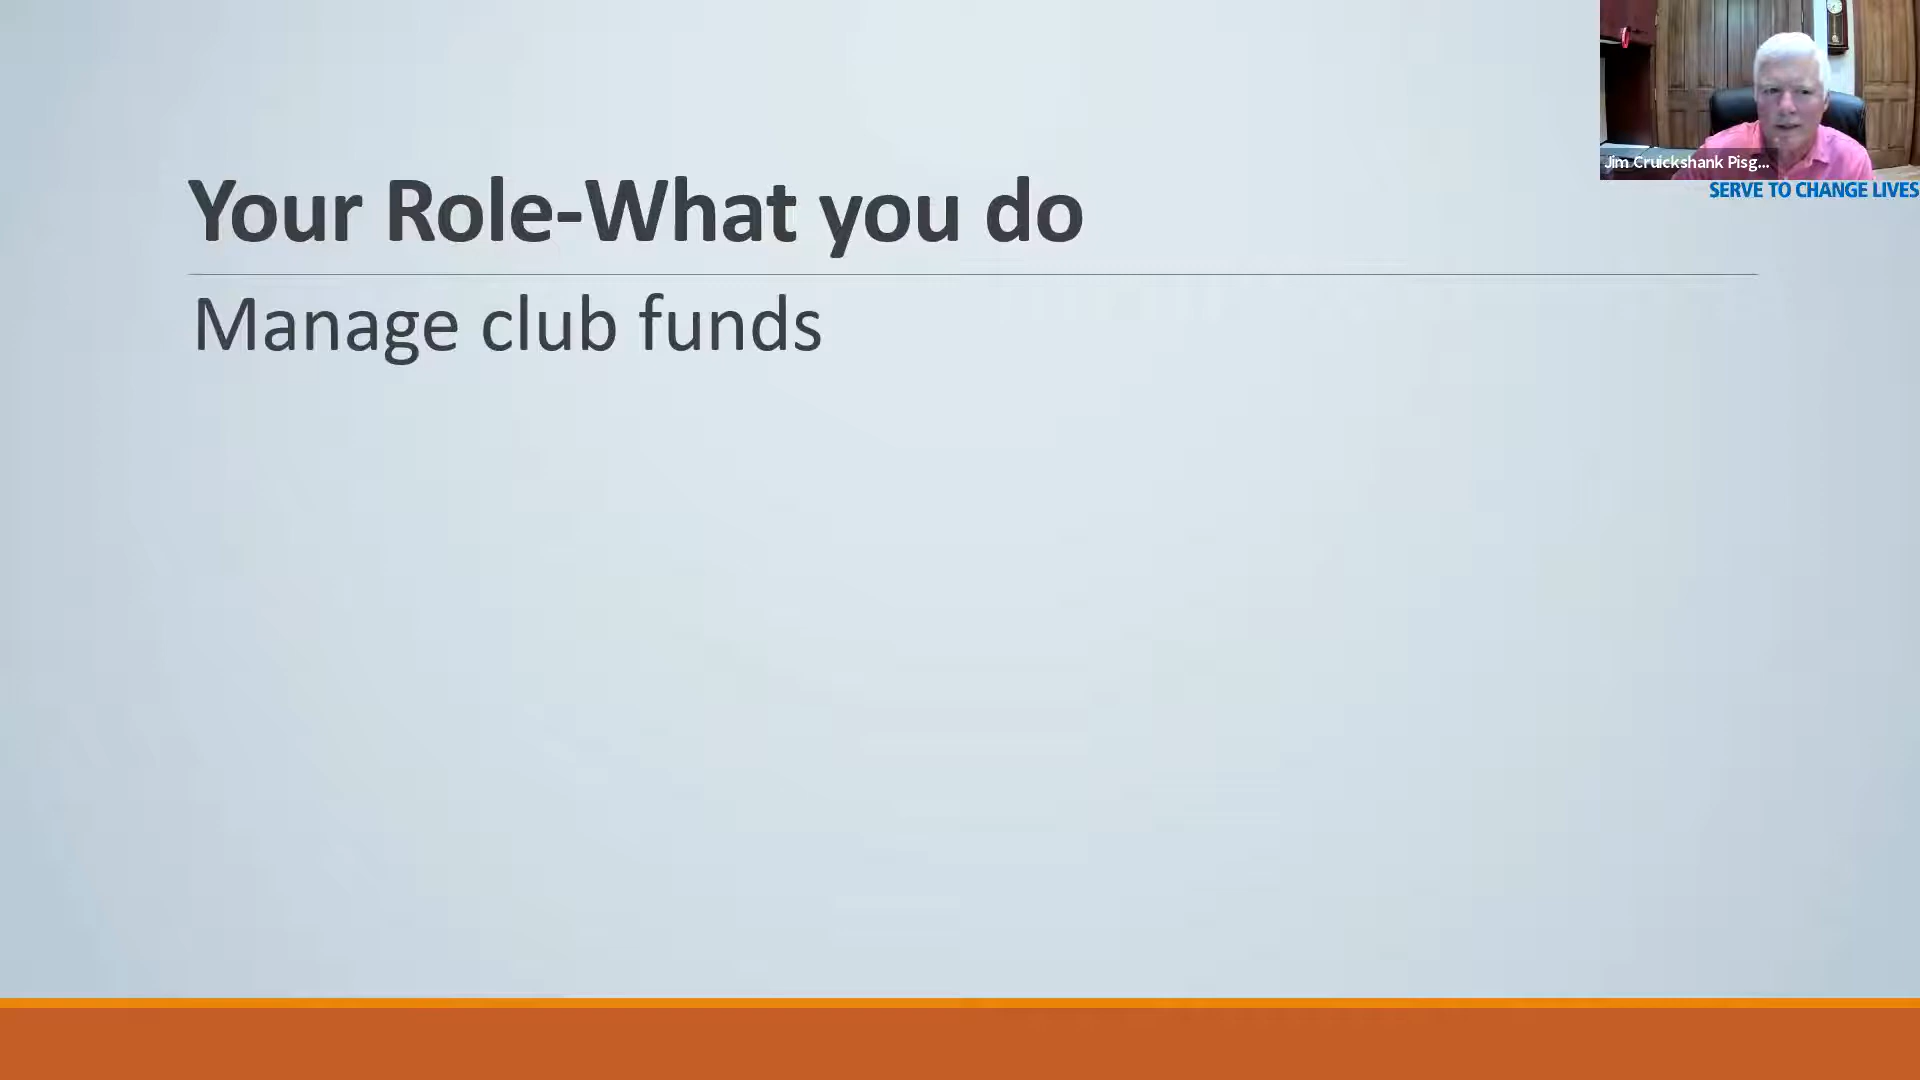 Jim Cruickshank Pisg...
SERVE TO CHANGE LIVES
Your Role-What you do
Manage club funds